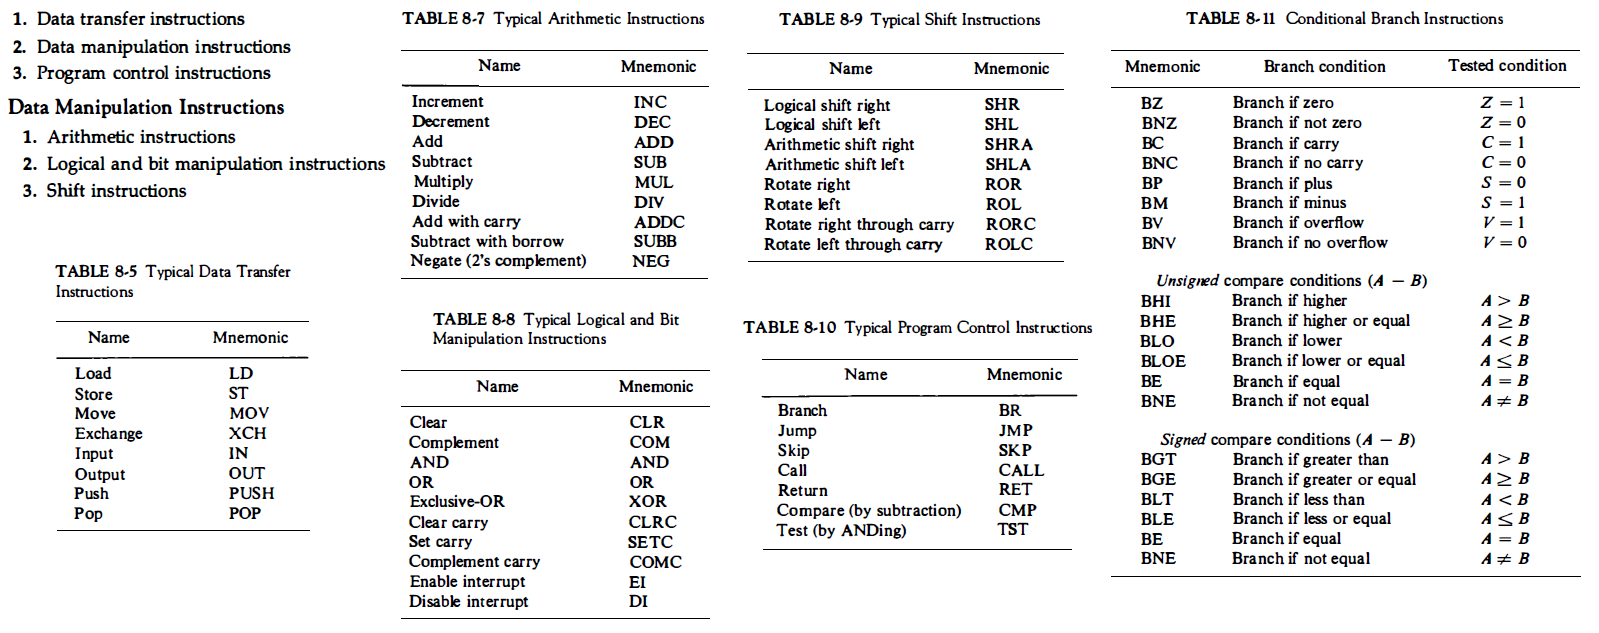 1. Data transfer instructions
2. Data manipulation instructions
3. Program control instructions
Data Manipulation Instructions
1. Arithmetic instructions
2. Logical and bit manipulation instructions
3. Shift instructions
TABLE 8-5 Typical Data Transfer
Instructions
Name Mnemonic
Load LD
Store ST
Move MOV
Exchange XCH
Input IN
Output OUT
Push PUSH
Pop POP
TABLE 8-7 Typical Arithmetic Instructions
Name Mnemonic
Increment INC
Decrement DEC
Add ADD
Subtract SUB
Multiply MUL
Divide DIV
Add with carry ADDC
Subtract with borrow SUBB
Negate (2's complement) NEG
TABLE 8-8 Typical Logical and Bit
Manipulation Instructions
Name Mnemonic
Clear CLR
Complement COM
AND AND
OR OR
Exclusive-OR XOR
Clear carry CLRC
Set carry SETC
Complement carry COMC
Enable interrupt EI
Disable interrupt DI
TABLE 8-9 Typical Shift Instructions
Name Mnemonic
Logical shift right SHR
Logical shift left SHL
Arithmetic shift right SHRA
Arithmetic shift left SHLA
Rotate right ROR
Rotate left ROL
Rotate right through carry RORC
Rotate left through carry ROLC
TABLE 8-10 Typical Program Control Instructions
Name Mnemonic
Branch BR
Jump JMP
Skip SKP
Call CALL
Return RET
Compare (by subtraction) CMP
Test (by ANDing) TST
TABLE 8-11 Conditional Branch Instructions
Mnemonic Branch condition Tested condition
BZ Branch if zero Z = 1
BNZ Branch if not zero Z = 0
BC Branch if carry C = 1
BNC Branch if no carry C = 0
BP Branch if plus S = 0
BM Branch if minus S = 1
BV Branch if overflow V = 1
BNV Branch if no overflow V = 0
Unsigned compare conditions (A − B)
BHI Branch if higher A > B
BHE Branch if higher or equal A ≥ B
BLO Branch if lower A < B
BLOE Branch if lower or equal A ≤ B
BE Branch if equal A = B
BNE Branch if not equal A ≠ B
Signed compare conditions (A − B)
BGT Branch if greater than A > B
BGE Branch if greater or equal A ≥ B
BLT Branch if less than A < B
BLE Branch if less or equal A ≤ B
BE Branch if equal A = B
BNE Branch if not equal A ≠ B